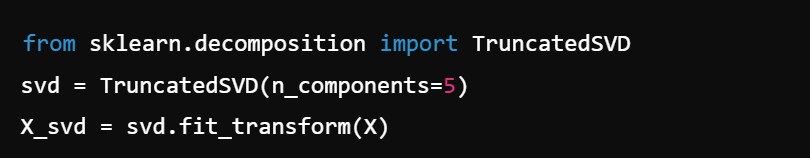 from sklearn.decomposition import TruncatedSVD
svd = TruncatedSVD(n_components=5)
X_svd = svd.fit_transform(X)